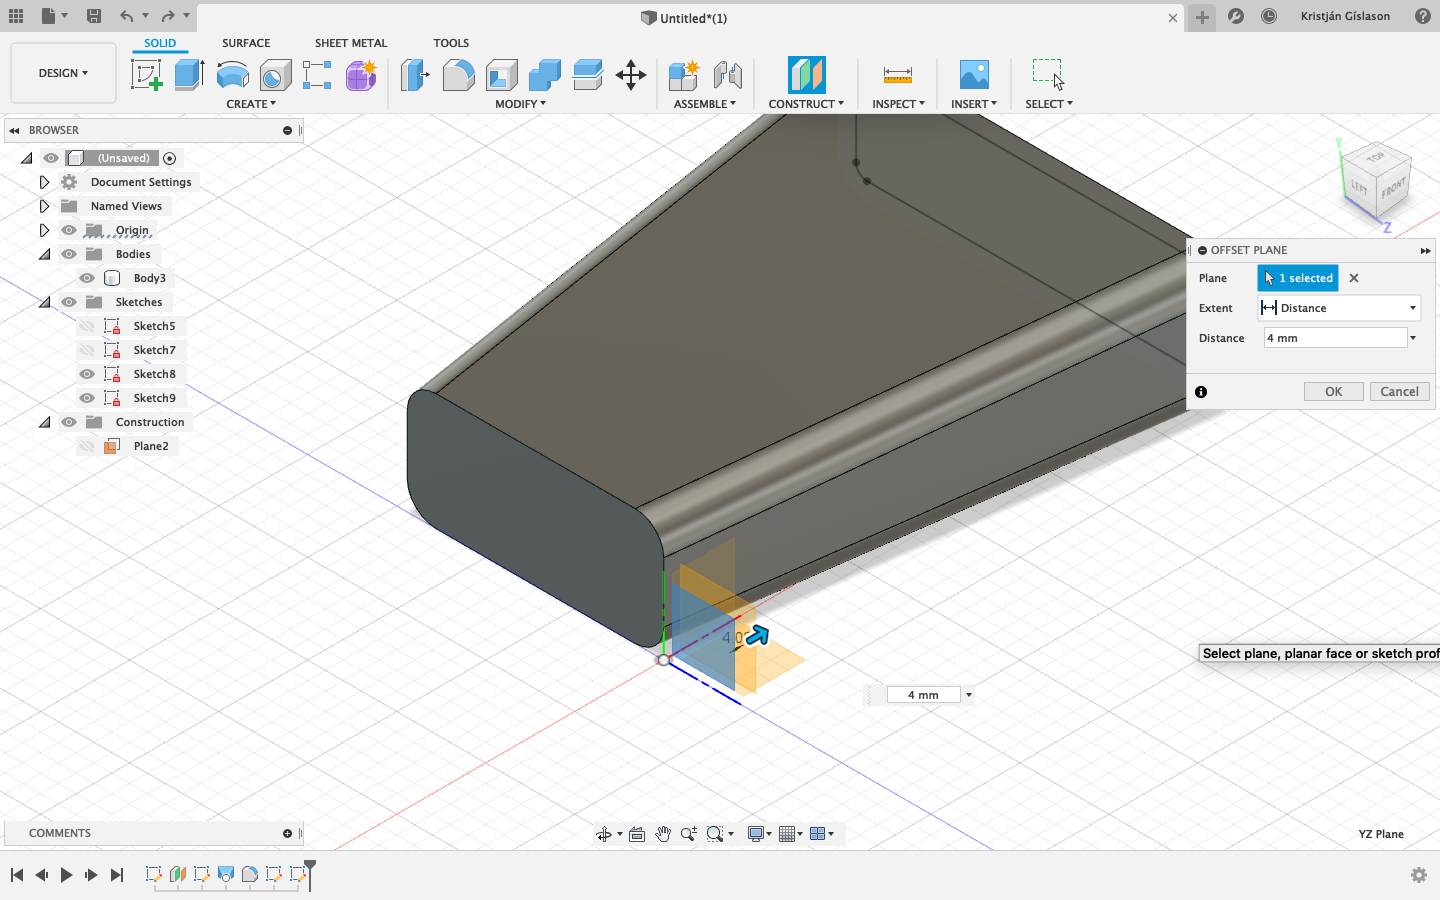 Untitled*(1)
Kristján Gíslason
DESIGN
SOLID
SURFACE
SHEET METAL
TOOLS
CREATE
MODIFY
ASSEMBLE
CONSTRUCT
INSPECT
INSERT
SELECT
BROWSER
(Unsaved)
Document Settings
Named Views
Origin
Bodies
Body3
Sketches
Sketch5
Sketch7
Sketch8
Sketch9
Construction
Plane2
Y
TOP
LEFT
FRONT
Z
OFFSET PLANE
Plane
1 selected
Extent
Distance
Distance
4 mm
OK
Cancel
Select plane, planar face or sketch prof
4 mm
COMMENTS
YZ Plane